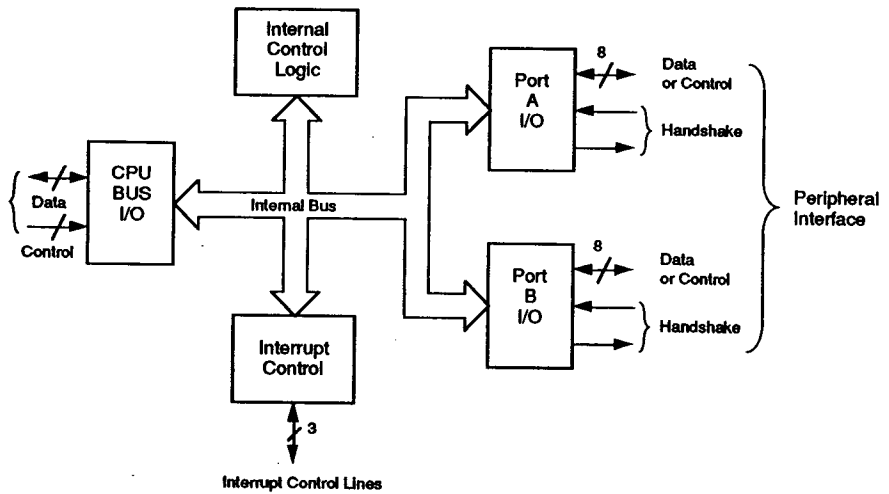 Internal
Control
Logic
CPU
BUS
I/O
Data
Control
Internal Bus
Interrupt
Control
3
Interrupt Control Lines
Port
A
I/O
8
Data
or Control
Handshake
Port
B
I/O
8
Data
or Control
Handshake
Peripheral
Interface